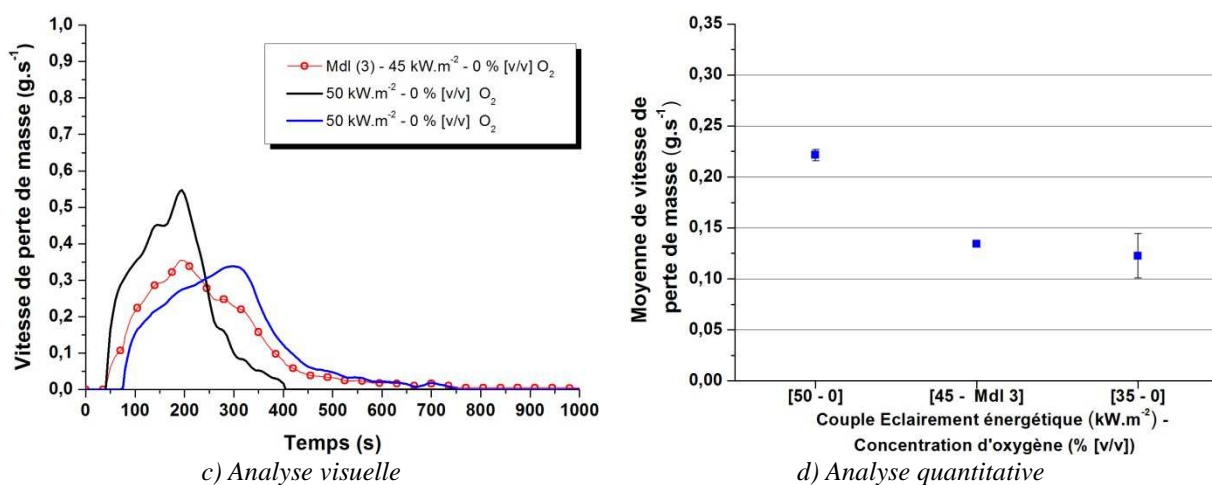 Vitesse de perte de masse (g.s⁻¹)
1,0
0,9
0,8
0,7
0,6
0,5
0,4
0,3
0,2
0,1
0,0
Mdl (3) - 45 kW.m⁻² - 0 % [v/v] O₂
50 kW.m⁻² - 0 % [v/v] O₂
50 kW.m⁻² - 0 % [v/v] O₂
0 100 200 300 400 500 600 700 800 900 1000
Temps (s)
c) Analyse visuelle
Moyenne de vitesse de
perte de masse (g.s⁻¹)
0,35
0,30
0,25
0,20
0,15
0,10
0,05
0,00
[50 - 0] [45 - Mdl 3] [35 - 0]
Couple Eclairement énergétique (kW.m⁻²) -
Concentration d'oxygène (% [v/v])
d) Analyse quantitative